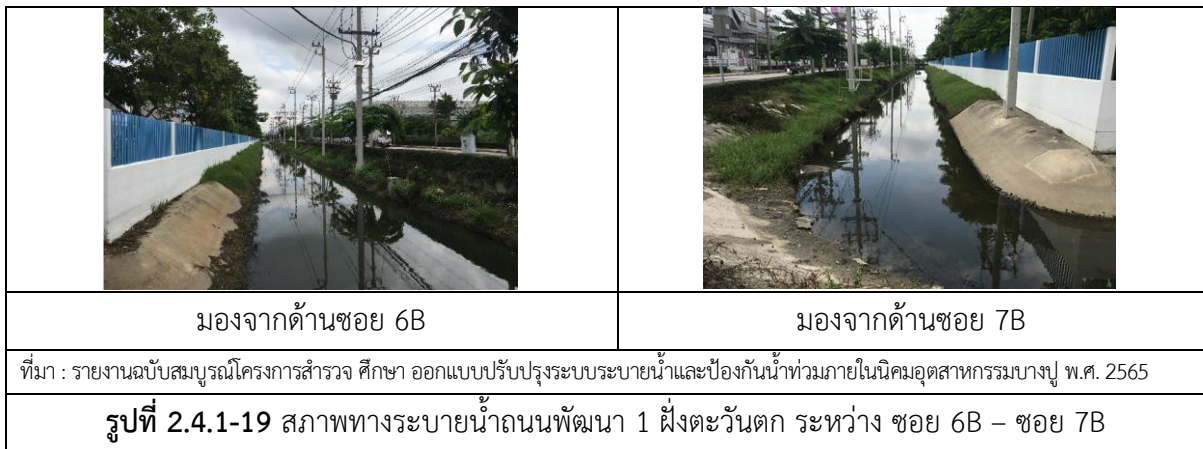 มองจากด้านซอย 6B
มองจากด้านซอย 7B
ที่มา : รายงานฉบับสมบูรณ์โครงการสำรวจ ศึกษา ออกแบบปรับปรุงระบบระบายน้ำและป้องกันน้ำท่วมภายในนิคมอุตสาหกรรมบางปู พ.ศ. 2565
รูปที่ 2.4.1-19 สภาพทางระบายน้ำถนนพัฒนา 1 ฝั่งตะวันตก ระหว่าง ซอย 6B – ซอย 7B